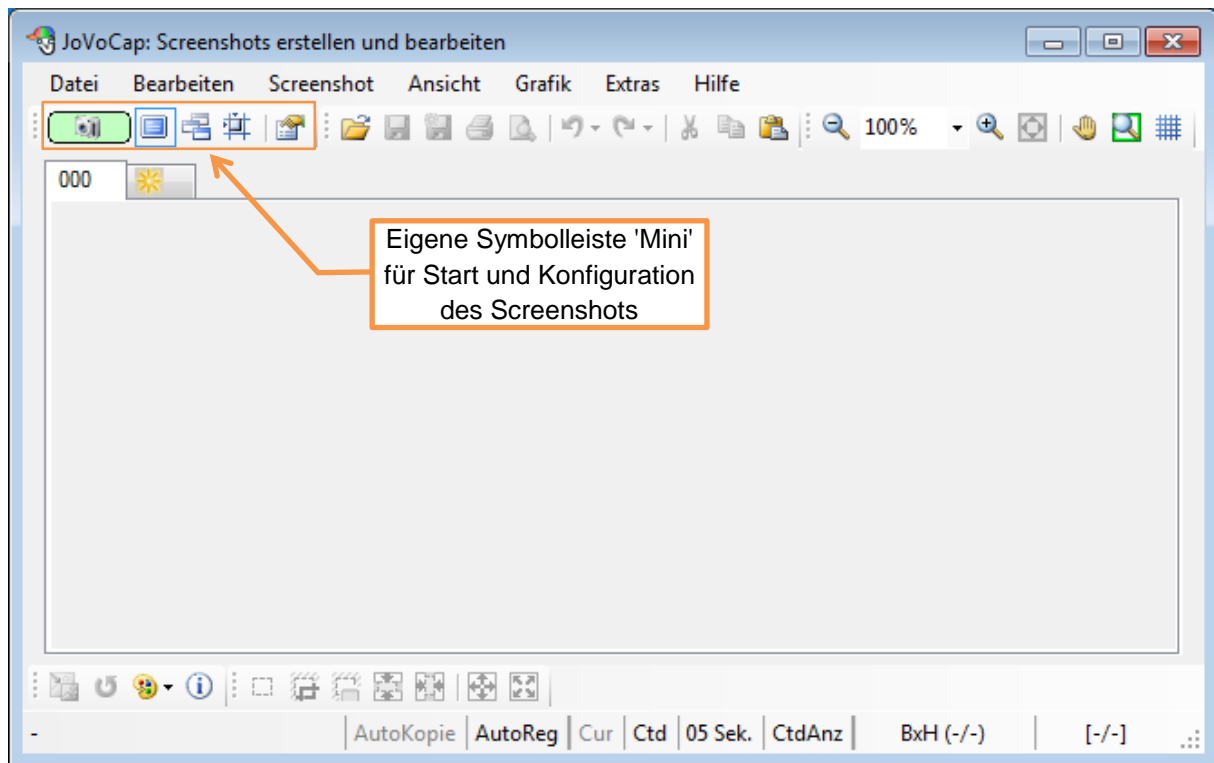 JoVoCap: Screenshots erstellen und bearbeiten
Datei Bearbeiten Screenshot Ansicht Grafik Extras Hilfe
100%
000
Eigene Symbolleiste 'Mini'
für Start und Konfiguration
des Screenshots
- AutoKopie AutoReg Cur Ctd 05 Sek. CtdAnz BxH (-/-) [-/-]